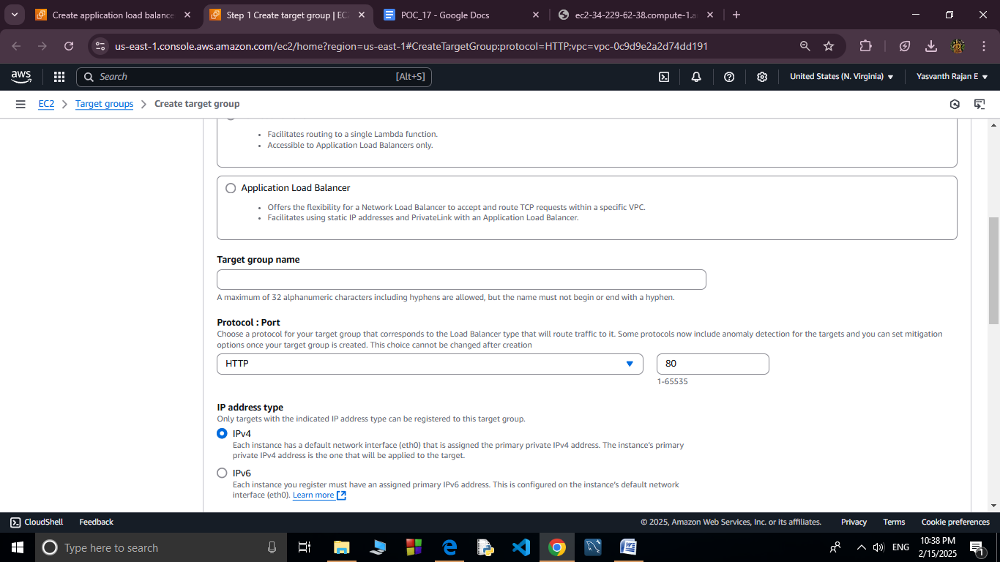 Create application load balance
Step 1 Create target group | EC
POC_17 - Google Docs
ec2-34-229-62-38.compute-1.a
us-east-1.console.aws.amazon.com/ec2/home?region=us-east-1#CreateTargetGroup:protocol=HTTP;vpc=vpc-0c9d9e2a2d74dd191
aws
Search
[Alt+S]
United States (N. Virginia)
Yasvanth Rajan E
EC2
Target groups
Create target group
Facilitates routing to a single Lambda function.
Accessible to Application Load Balancers only.
Application Load Balancer
Offers the flexibility for a Network Load Balancer to accept and route TCP requests within a specific VPC.
Facilitates using static IP addresses and PrivateLink with an Application Load Balancer.
Target group name
A maximum of 32 alphanumeric characters including hyphens are allowed, but the name must not begin or end with a hyphen.
Protocol : Port
Choose a protocol for your target group that corresponds to the Load Balancer type that will route traffic to it. Some protocols now include anomaly detection for the targets and you can set mitigation
options once your target group is created. This choice cannot be changed after creation
HTTP
80
1-65535
IP address type
Only targets with the indicated IP address type can be registered to this target group.
IPv4
Each instance has a default network interface (eth0) that is assigned the primary private IPv4 address. The instance's primary
private IPv4 address is the one that will be applied to the target.
IPv6
Each instance you register must have an assigned primary IPv6 address. This is configured on the instance's default network
interface (eth0). Learn more
CloudShell
Feedback
© 2025, Amazon Web Services, Inc. or its affiliates.
Privacy
Terms
Cookie preferences
Type here to search
ENG
10:38 PM
2/15/2025
1